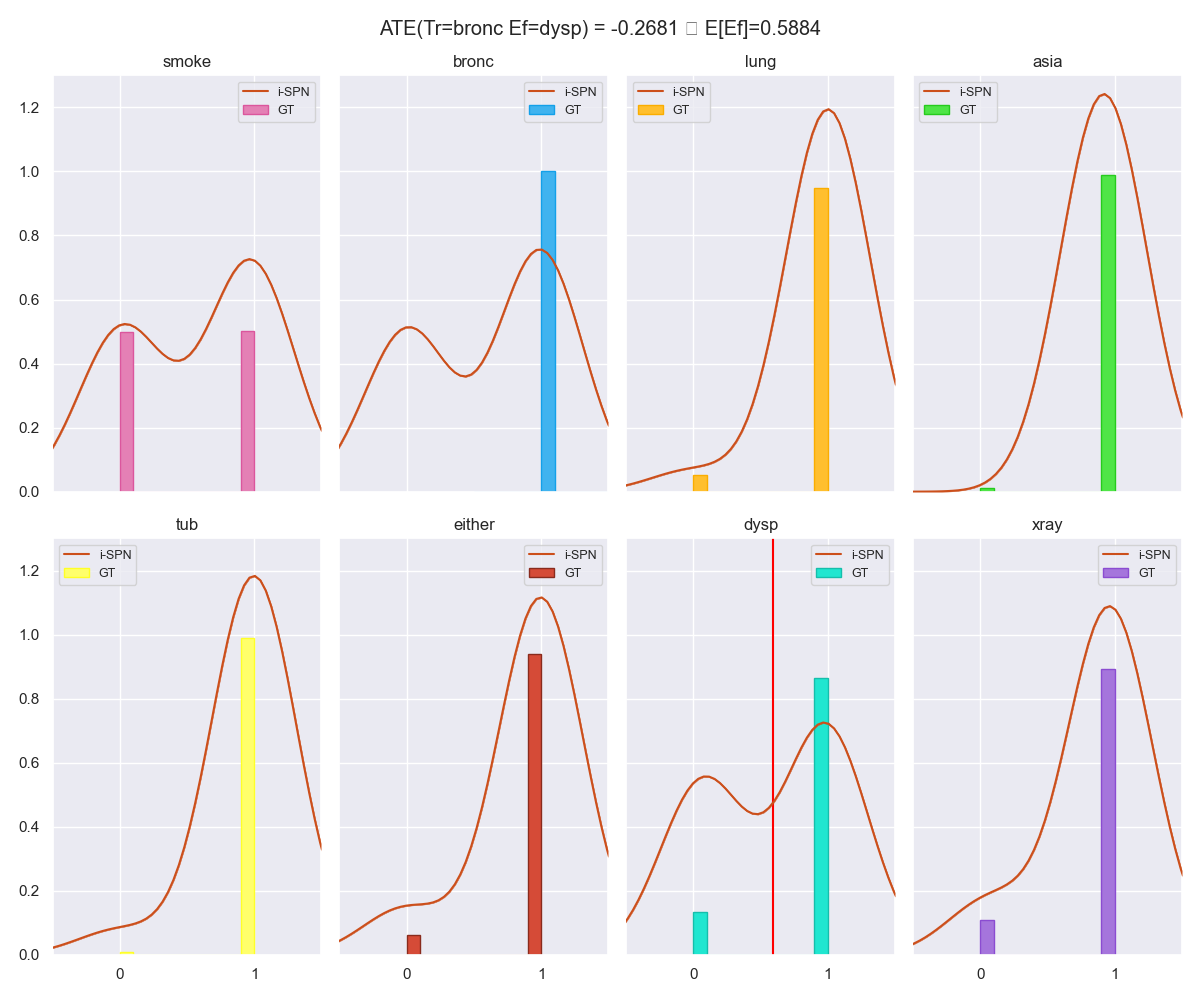 ATE(Tr=bronc Ef=dysp) = -0.2681 ▯ E[Ef]=0.5884
smoke
bronc
lung
asia
i-SPN
GT
i-SPN
GT
i-SPN
GT
i-SPN
GT
1.2
1.0
0.8
0.6
0.4
0.2
0.0
tub
either
dysp
xray
i-SPN
GT
i-SPN
GT
i-SPN
GT
i-SPN
GT
1.2
1.0
0.8
0.6
0.4
0.2
0.0
0
1
0
1
0
1
0
1